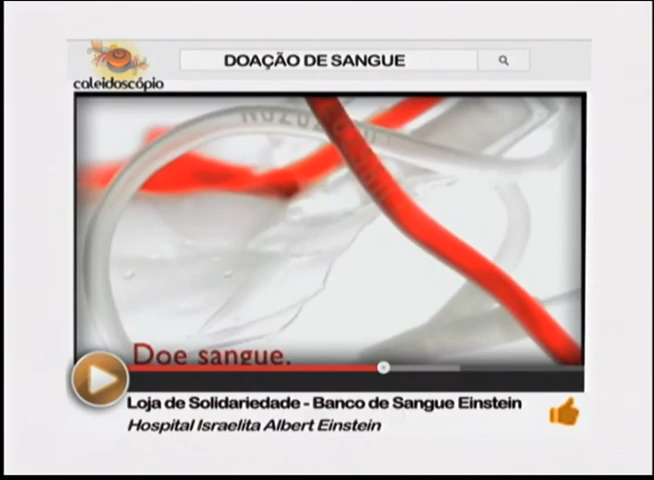 caleidoscópio
DOAÇÃO DE SANGUE
Doe sangue.
Loja de Solidariedade - Banco de Sangue Einstein
Hospital Israelita Albert Einstein